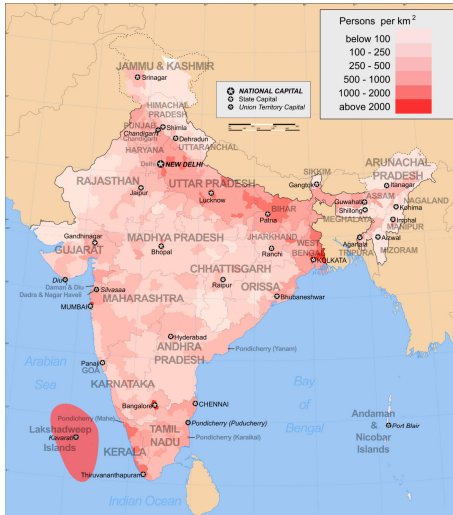 Persons per km 2
below 100
100 - 250
250 - 500
500 - 1000
1000 - 2000
above 2000
NATIONAL CAPITAL
State Capital
Union Territory Capital
JAMMU & KASHMIR
Srinagar
HIMACHAL
PRADESH
PUNJAB
Shimla
Chandigarh
Chandigarh
Dehradun
UTTARANCHAL
HARYANA
Delhi
NEW DELHI
RAJASTHAN
Jaipur
UTTAR PRADESH
Lucknow
SIKKIM
Gangtok
ARUNACHAL
PRADESH
Itanagar
ASSAM
Guwahati
NAGALAND
Kohima
Shillong
MEGHALAYA
Imphal
MANIPUR
BIHAR
Patna
Agartala
Aizwal
TRIPURA
MIZORAM
Gandhinagar
GUJARAT
MADHYA PRADESH
Bhopal
JHARKHAND
Ranchi
WEST
BENGAL
KOLKATA
CHHATTISGARH
Raipur
ORISSA
Bhubaneshwar
Diu
Daman & Diu
Silvassa
Dadra & Nagar Haveli
MAHARASHTRA
MUMBAI
Hyderabad
ANDHRA
PRADESH
Pondicherry (Yanam)
Arabian
Sea
Panaji
GOA
KARNATAKA
Bay
of
Bengal
Bangalore
CHENNAI
Pondicherry (Mahe)
Pondicherry (Puducherry)
Pondicherry (Karaikal)
TAMIL
NADU
Lakshadweep
Kavarati
Islands
KERALA
Thiruvananthapuram
Andaman
&
Nicobar
Islands
Port Blair
Indian Ocean